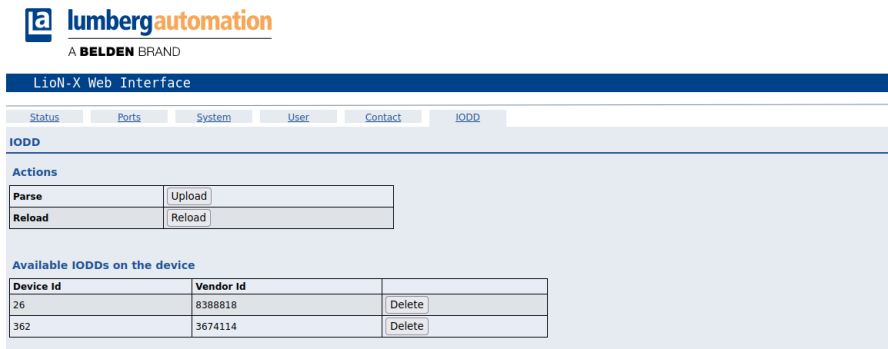 la lumbergautomation
A BELDEN BRAND
LioN-X Web Interface
Status Ports System User Contact IODD
IODD
Actions
Parse Upload
Reload Reload
Available IODDs on the device
Device Id Vendor Id
26 8388818 Delete
362 3674114 Delete